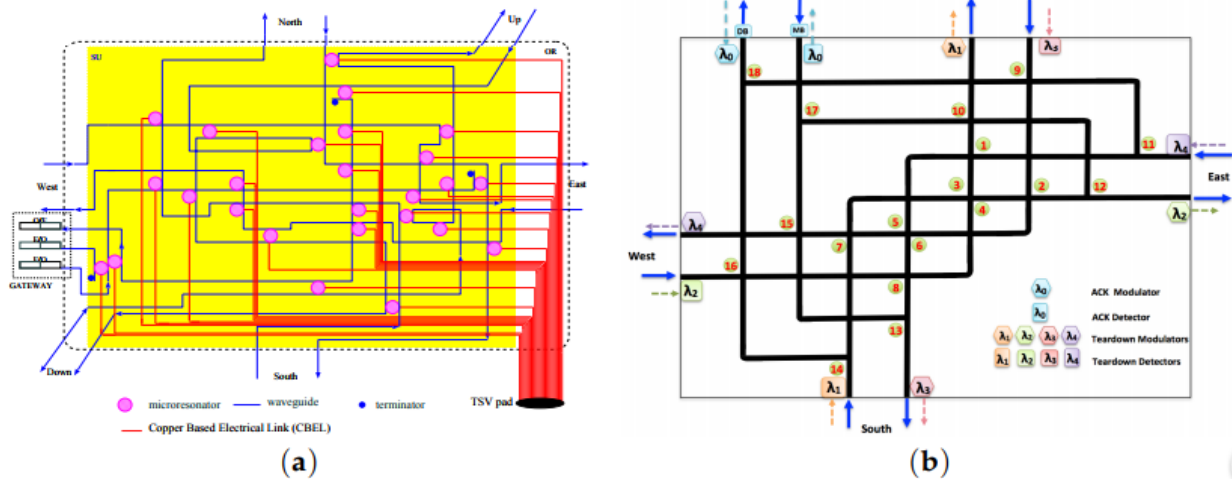 North
Up
SU
OR
West
East
O/E
E/O
GATEWAY
Down
South
TSV pad
microresonator
waveguide
terminator
Copper Based Electrical Link (CBEL)
(a)
DB
MB
λ0
λ0
λ1
λs
18
9
17
10
1
11
λ4
East
3
2
12
4
λ2
λ4
15
5
7
6
West
16
λ2
8
13
14
λ1
λ3
South
λ0 ACK Modulator
λ0 ACK Detector
λ1 λ2 λ3 λ4 Teardown Modulators
λ1 λ2 λ3 λ4 Teardown Detectors
(b)